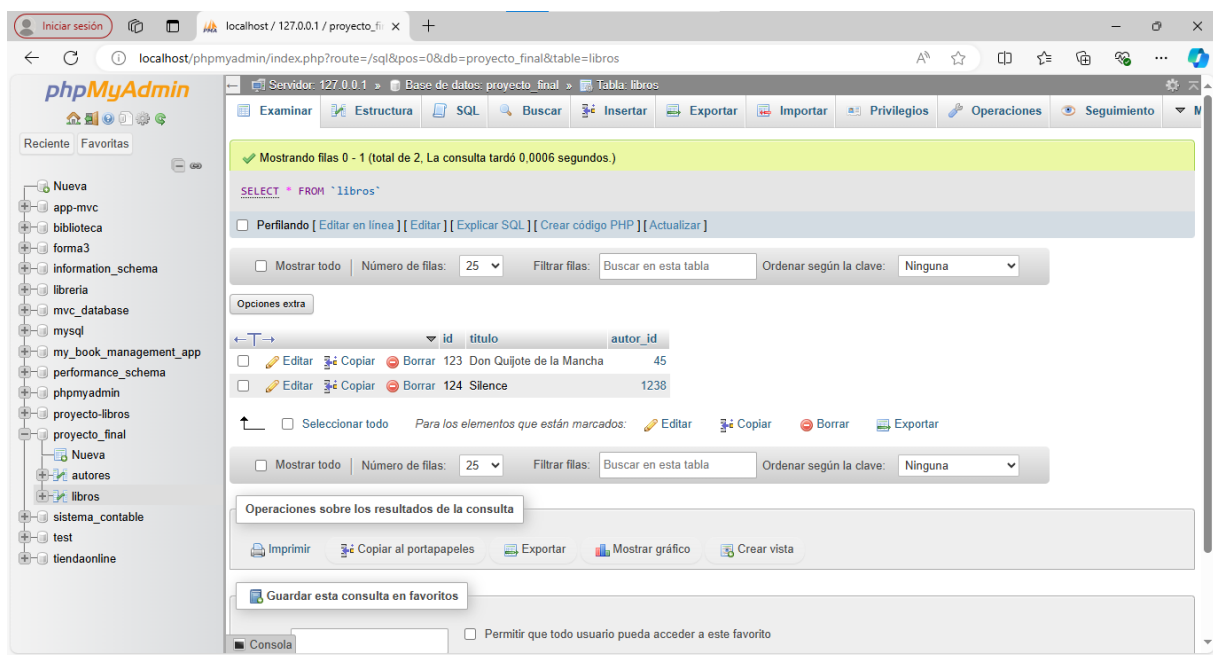 Iniciar sesión
localhost / 127.0.0.1 / proyecto_fi
localhost/phpmyadmin/index.php?route=/sql&pos=0&db=proyecto_final&table=libros
phpMyAdmin
Reciente Favoritas
Nueva
app-mvc
biblioteca
forma3
information_schema
libreria
mvc_database
mysql
my_book_management_app
performance_schema
phpmyadmin
proyecto-libros
proyecto_final
Nueva
autores
libros
sistema_contable
test
tiendaonline
Servidor: 127.0.0.1 » Base de datos: proyecto_final » Tabla: libros
Examinar Estructura SQL Buscar Insertar Exportar Importar Privilegios Operaciones Seguimiento M
Mostrando filas 0 - 1 (total de 2, La consulta tardó 0,0006 segundos.)
SELECT * FROM `libros`
Perfilando [ Editar en línea ] [ Editar ] [ Explicar SQL ] [ Crear código PHP ] [ Actualizar ]
Mostrar todo | Número de filas: 25 Filtrar filas: Buscar en esta tabla Ordenar según la clave: Ninguna
Opciones extra
←T→ id titulo autor_id
Editar Copiar Borrar 123 Don Quijote de la Mancha 45
Editar Copiar Borrar 124 Silence 1238
Seleccionar todo Para los elementos que están marcados: Editar Copiar Borrar Exportar
Mostrar todo | Número de filas: 25 Filtrar filas: Buscar en esta tabla Ordenar según la clave: Ninguna
Operaciones sobre los resultados de la consulta
Imprimir Copiar al portapapeles Exportar Mostrar gráfico Crear vista
Guardar esta consulta en favoritos
Permitir que todo usuario pueda acceder a este favorito
Consola